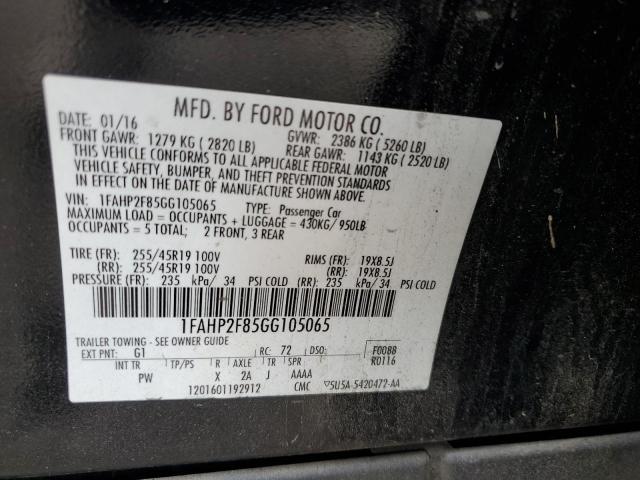 MFD. BY FORD MOTOR CO.
DATE: 01/16 GVWR: 2386 KG ( 5260 LB)
FRONT GAWR: 1279 KG ( 2820 LB) REAR GAWR: 1143 KG ( 2520 LB)
THIS VEHICLE CONFORMS TO ALL APPLICABLE FEDERAL MOTOR
VEHICLE SAFETY, BUMPER, AND THEFT PREVENTION STANDARDS
IN EFFECT ON THE DATE OF MANUFACTURE SHOWN ABOVE.
VIN: 1FAHP2F85GG105065 TYPE: Passenger Car
MAXIMUM LOAD = OCCUPANTS + LUGGAGE = 430KG/ 950LB
OCCUPANTS = 5 TOTAL; 2 FRONT, 3 REAR
TIRE (FR): 255/45R19 100V RIMS (FR): 19X8.5J
(RR): 255/45R19 100V (RR): 19X8.5J
PRESSURE (FR): 235 kPa/ 34 PSI COLD (RR): 235 kPa/ 34 PSI COLD
1FAHP2F85GG105065
TRAILER TOWING - SEE OWNER GUIDE
EXT PNT: G1 RC: 72 DSO: F0088
INT TR TP/PS R AXLE TR SPR R0116
PW X 2A J AAAA
1201601192912 CMC ▽5U5A-5420472-AA